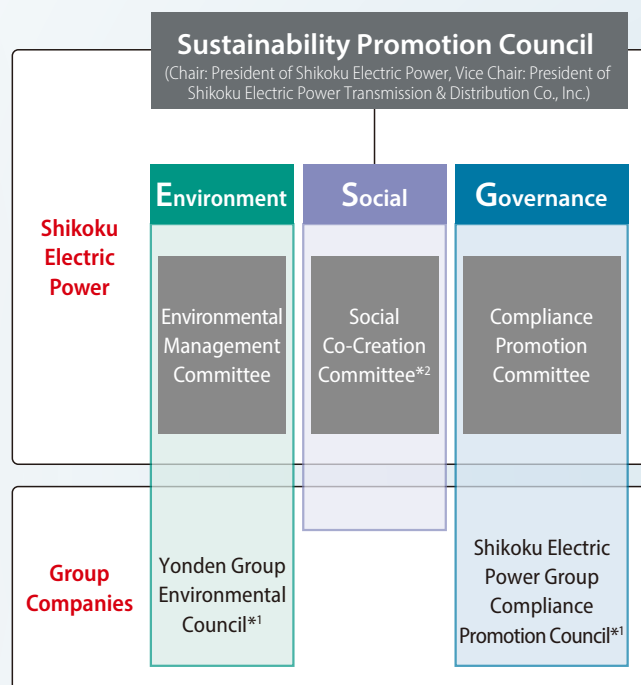 Sustainability Promotion Council
(Chair: President of Shikoku Electric Power, Vice Chair: President of
Shikoku Electric Power Transmission & Distribution Co., Inc.)
Environment
Social
Governance
Shikoku
Electric
Power
Environmental
Management
Committee
Social
Co-Creation
Committee*2
Compliance
Promotion
Committee
Group
Companies
Yonden Group
Environmental
Council*1
Shikoku Electric
Power Group
Compliance
Promotion Council*1